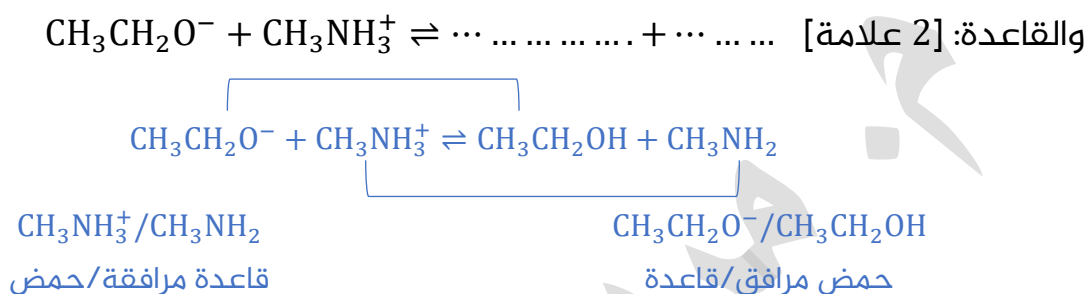 والقاعدة: [2 علامة] CH₃CH₂O⁻ + CH₃NH₃⁺ ⇌ ⋯ … … … … . + ⋯ … …
CH₃CH₂O⁻ + CH₃NH₃⁺ ⇌ CH₃CH₂OH + CH₃NH₂
CH₃NH₃⁺/CH₃NH₂ CH₃CH₂O⁻/CH₃CH₂OH
قاعدة مرافقة/حمض حمض مرافق/قاعدة